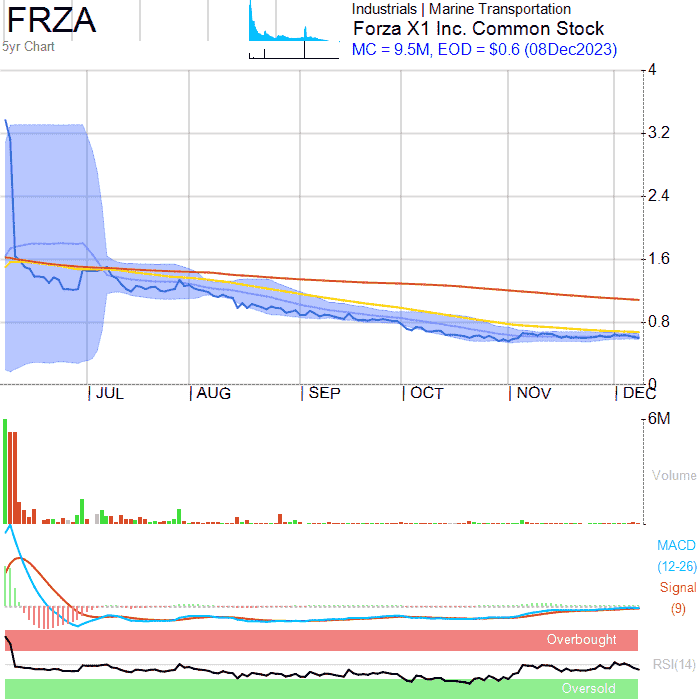 FRZA
5yr Chart
Industrials | Marine Transportation
Forza X1 Inc. Common Stock
MC = 9.5M, EOD = $0.6 (08Dec2023)
4
3.2
2.4
1.6
0.8
0
JUL AUG SEP OCT NOV DEC
6M
Volume
MACD
(12-26)
Signal
(9)
Overbought
RSI(14)
Oversold